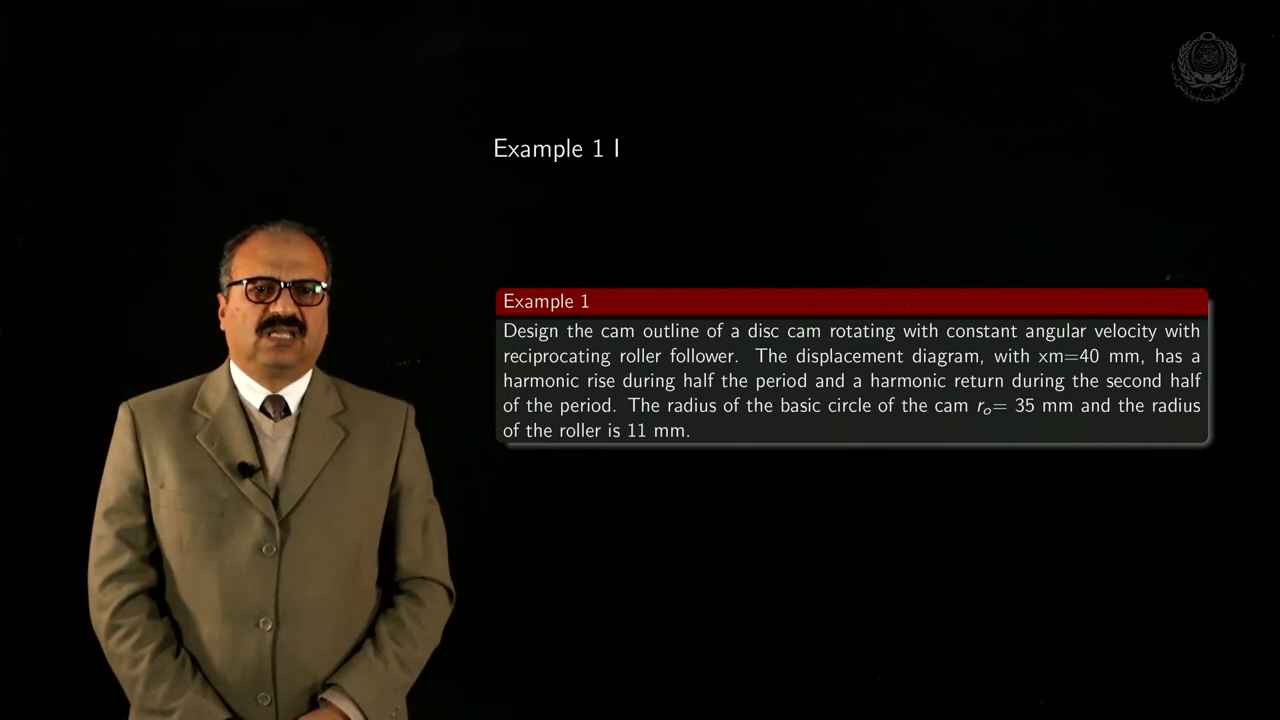 Example 1 I
Example 1
Design the cam outline of a disc cam rotating with constant angular velocity with
reciprocating roller follower. The displacement diagram, with xm=40 mm, has a
harmonic rise during half the period and a harmonic return during the second half
of the period. The radius of the basic circle of the cam rₒ= 35 mm and the radius
of the roller is 11 mm.